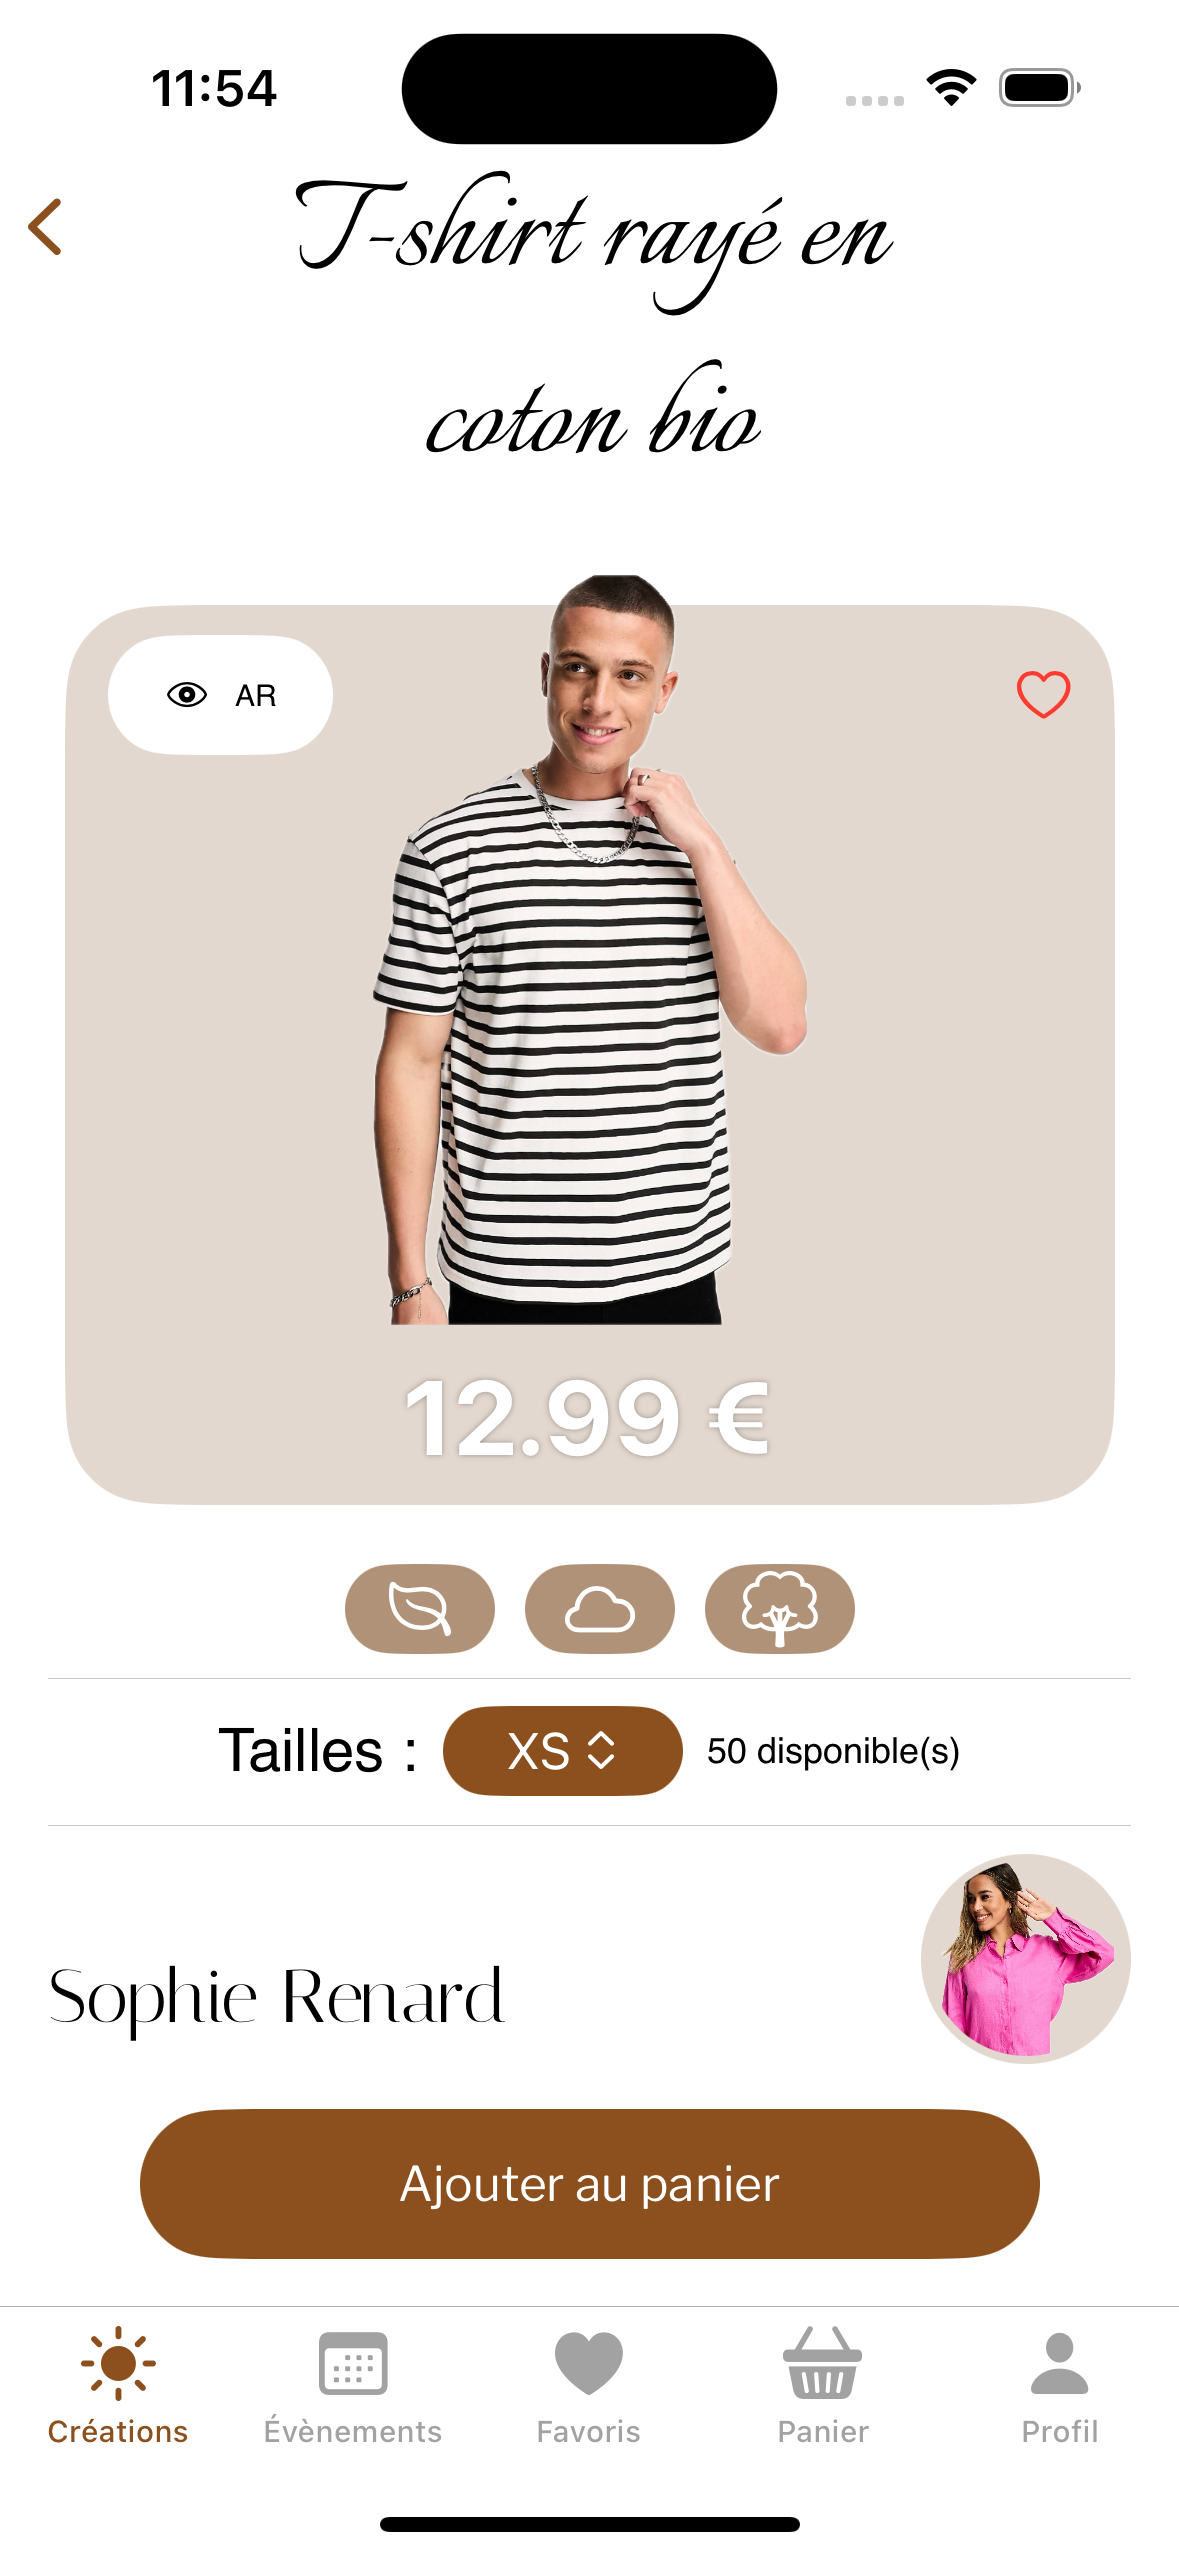 11:54
T-shirt rayé en
coton bio
AR
12.99 €
Tailles :
XS
50 disponible(s)
Sophie Renard
Ajouter au panier
Créations
Évènements
Favoris
Panier
Profil